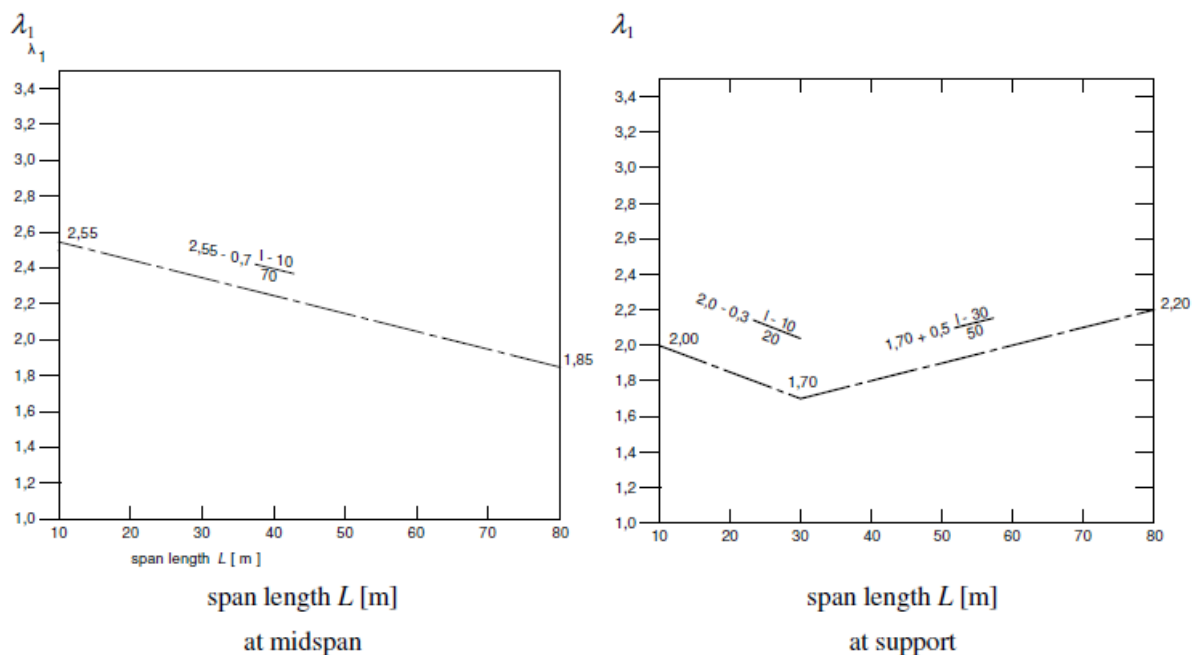 λ1
λ1
3,4
3,2
3,0
2,8
2,6
2,4
2,2
2,0
1,8
1,6
1,4
1,2
1,0
2,55
2,55 - 0,7 l - 10
70
1,85
10 20 30 40 50 60 70 80
span length L [ m ]
span length L [m]
at midspan
λ1
3,4
3,2
3,0
2,8
2,6
2,4
2,2
2,0
1,8
1,6
1,4
1,2
1,0
2,00
2,0 - 0,3 l - 10
20
1,70
1,70 + 0,5 l - 30
50
2,20
10 20 30 40 50 60 70 80
span length L [m]
at support